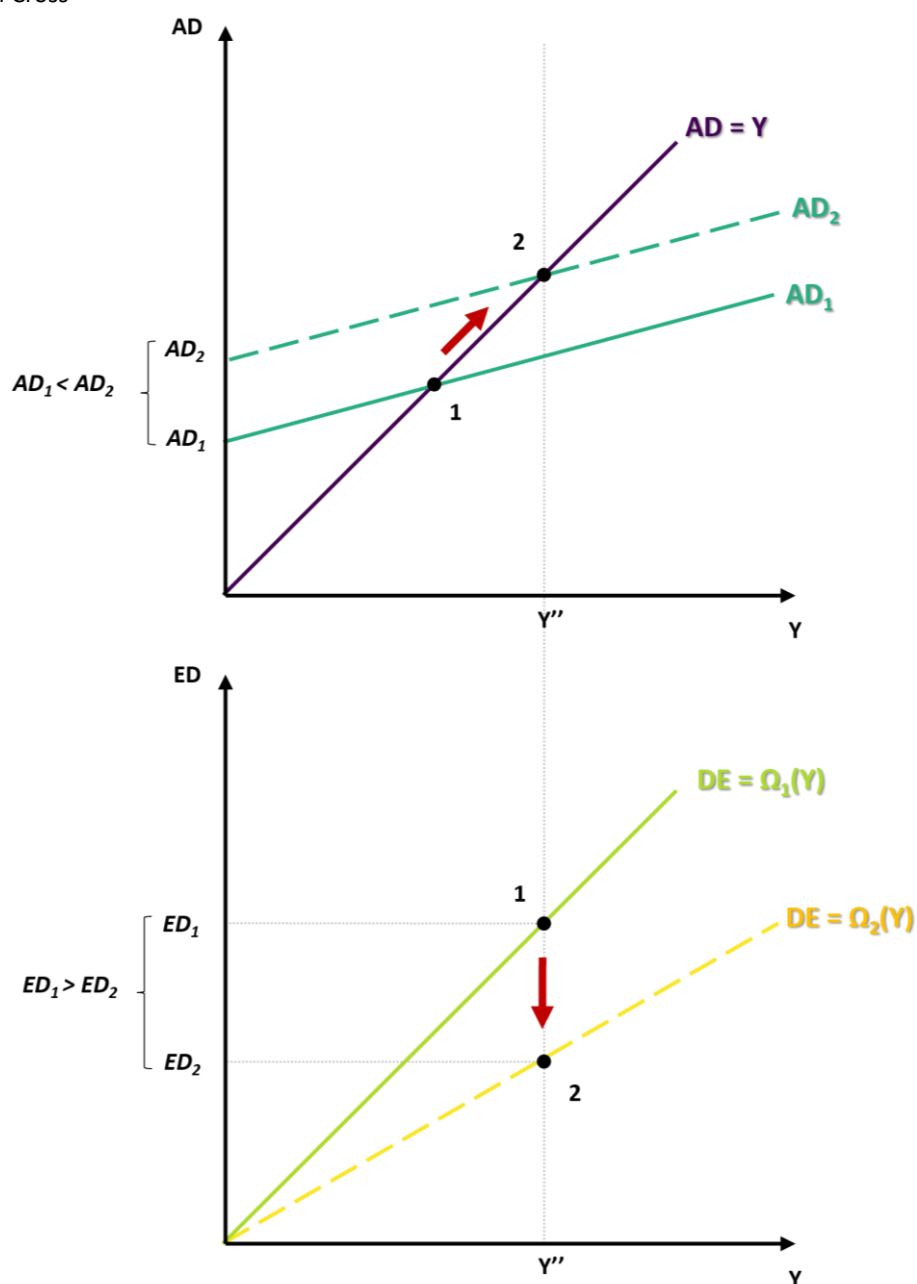 AD
AD = Y
AD₂
2
AD₁
AD₂
AD₁ < AD₂
1
AD₁
Y’’
Y
ED
DE = Ω₁(Y)
1
ED₁
DE = Ω₂(Y)
ED₁ > ED₂
ED₂
2
Y’’
Y